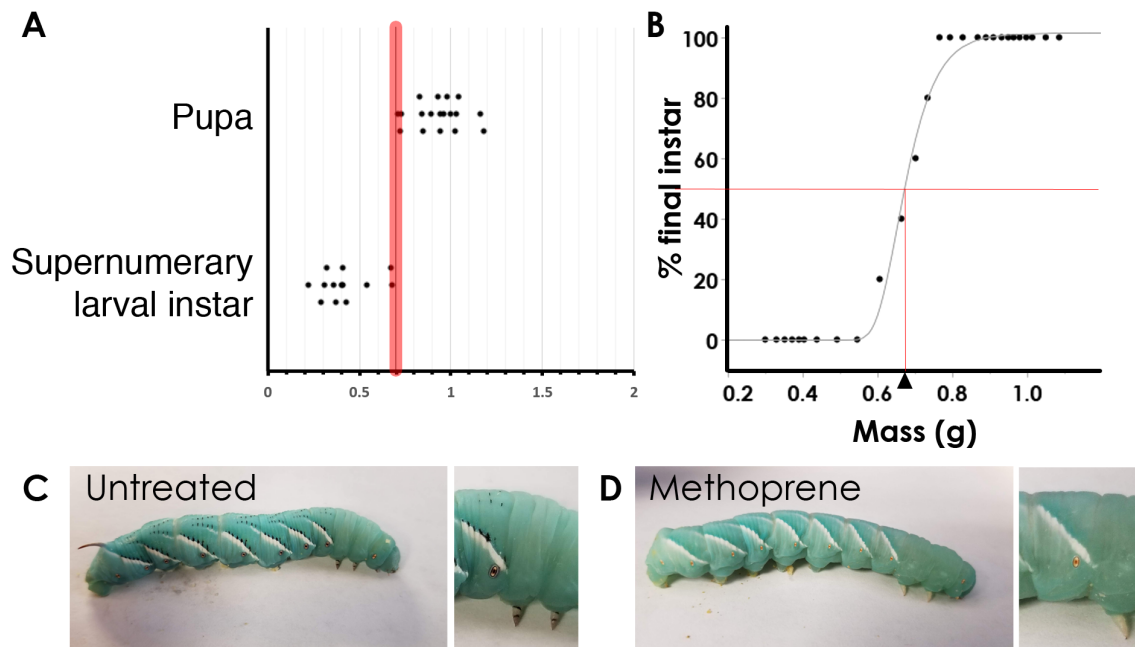 A
Pupa
Supernumerary
larval instar
0 0.5 1 1.5 2
B
% final instar
100
80
60
40
20
0
0.2 0.4 0.6 0.8 1.0
Mass (g)
C
Untreated
D
Methoprene